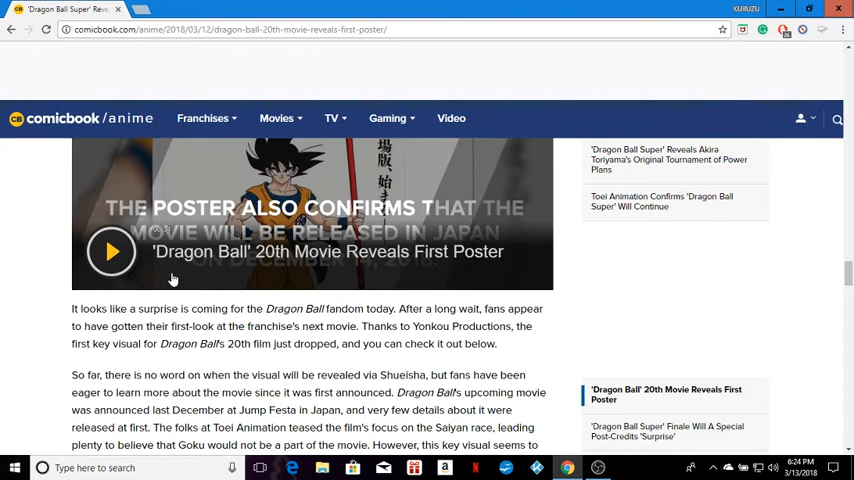 'Dragon Ball Super' Reve
KURUZU
comicbook.com/anime/2018/03/12/dragon-ball-20th-movie-reveals-first-poster/
CB comicbook/anime Franchises Movies TV Gaming Video
場版、始ま
THE POSTER ALSO CONFIRMS THAT THE
MOVIE WILL BE RELEASED IN JAPAN
ON DECEMBER 14, 2018.
'Dragon Ball' 20th Movie Reveals First Poster
It looks like a surprise is coming for the Dragon Ball fandom today. After a long wait, fans appear
to have gotten their first-look at the franchise's next movie. Thanks to Yonkou Productions, the
first key visual for Dragon Ball's 20th film just dropped, and you can check it out below.
So far, there is no word on when the visual will be revealed via Shueisha, but fans have been
eager to learn more about the movie since it was first announced. Dragon Ball's upcoming movie
was announced last December at Jump Festa in Japan, and very few details about it were
released at first. The folks at Toei Animation teased the film's focus on the Saiyan race, leading
plenty to believe that Goku would not be a part of the movie. However, this key visual seems to
'Dragon Ball Super' Reveals Akira
Toriyama's Original Tournament of Power
Plans
Toei Animation Confirms 'Dragon Ball
Super' Will Continue
'Dragon Ball' 20th Movie Reveals First
Poster
'Dragon Ball Super' Finale Will A Special
Post-Credits 'Surprise'
Type here to search
6:24 PM
3/13/2018